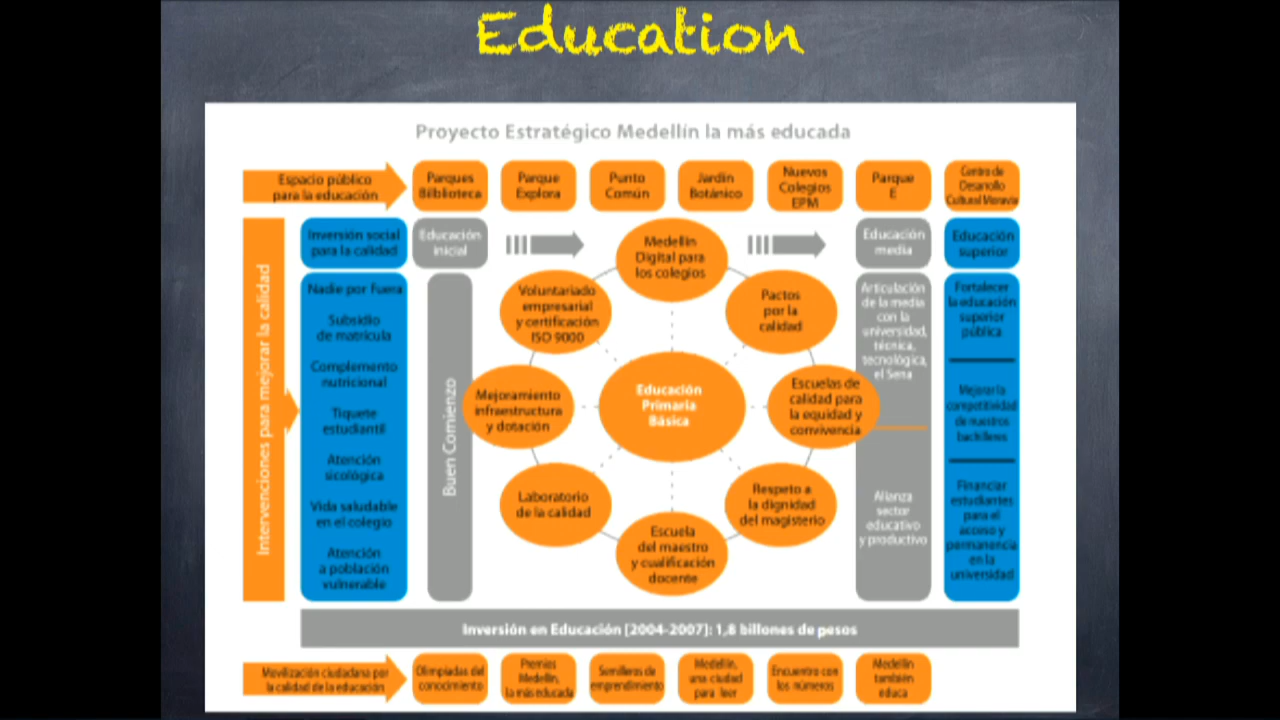 Education
Proyecto Estratégico Medellín la más educada
Espacio público
para la educación
Parques
Bilblioteca
Parque
Explora
Punto
Común
Jardín
Botánico
Nuevos
Colegios
EPM
Parque
E
Centro de
Desarollo
Cultural Moravia
Intervenciones para mejorar la calidad
Inversión social
para la calidad
Nadie por fuera
Subsidio
de matrícula
Complemento
nutricional
Tiquete
estudiantil
Atención
sicológica
Vida saludable
en el colegio
Atención
a población
vulnerable
Educación
inicial
Buen Comienzo
Medellín
Digital para
los colegios
Voluntariado
empresarial
y certificación
ISO 9000
Pactos
por la
calidad
Mejoramiento
infraestructura
y dotación
Educación
Primaria
Básica
Escuelas de
calidad para
la equidad y
convivencia
Laboratorio
de la calidad
Respeto a
la dignidad
del magisterio
Escuela
del maestro
y cualificación
docente
Educación
media
Articulación
de la media
con la
universidad,
técnica,
tecnológica,
el Sena
Alianza
sector
educativo
y productivo
Educación
superior
Fortalecer
la educación
superior
pública
Mejorar la
competitividad
de nuestros
bachilleres
Financiar
estudiantes
para el
acceso y
permanencia
en la
universidad
Inversión en Educación [2004-2007]: 1,8 billones de pesos
Movilización ciudadana por
la calidad de la educación
Olimpiadas del
conocimiento
Premios
Medellín,
la más educada
Semilleros de
emprendimiento
Medellín,
una ciudad
para leer
Encuentro con
los números
Medellín
también
educa